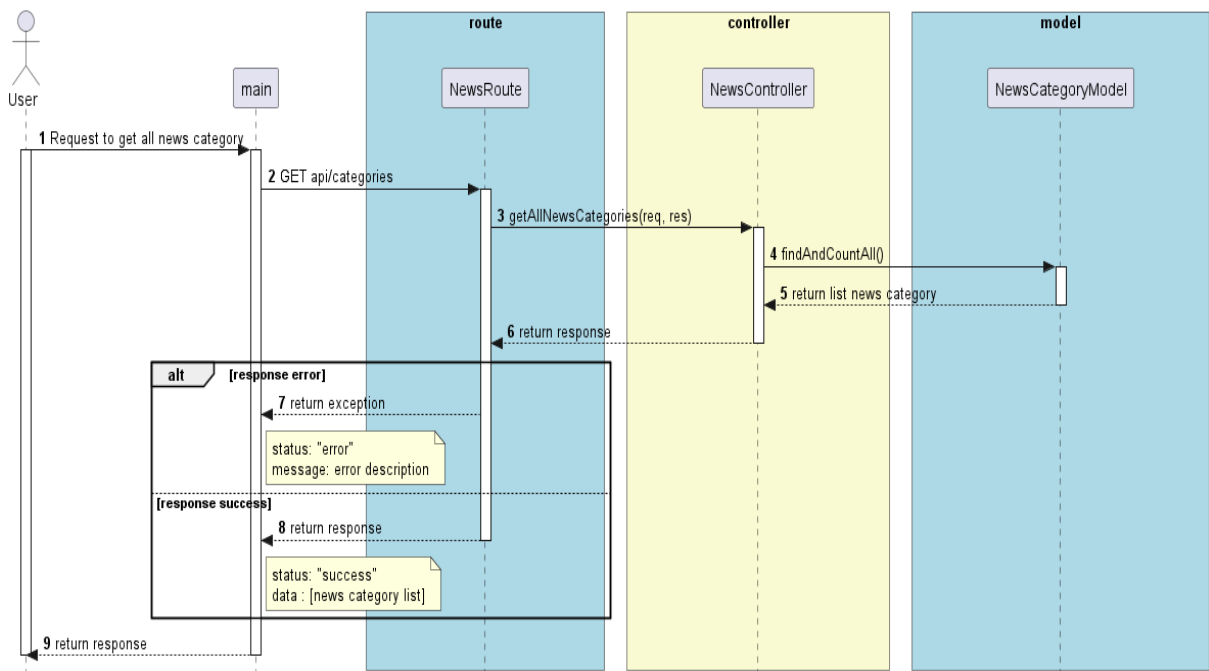 route
controller
model
User
main
NewsRoute
NewsController
NewsCategoryModel
1 Request to get all news category
2 GET api/categories
3 getAllNewsCategories(req, res)
4 findAndCountAll()
5 return list news category
6 return response
alt [response error]
7 return exception
status: "error"
message: error description
[response success]
8 return response
status: "success"
data : [news category list]
9 return response